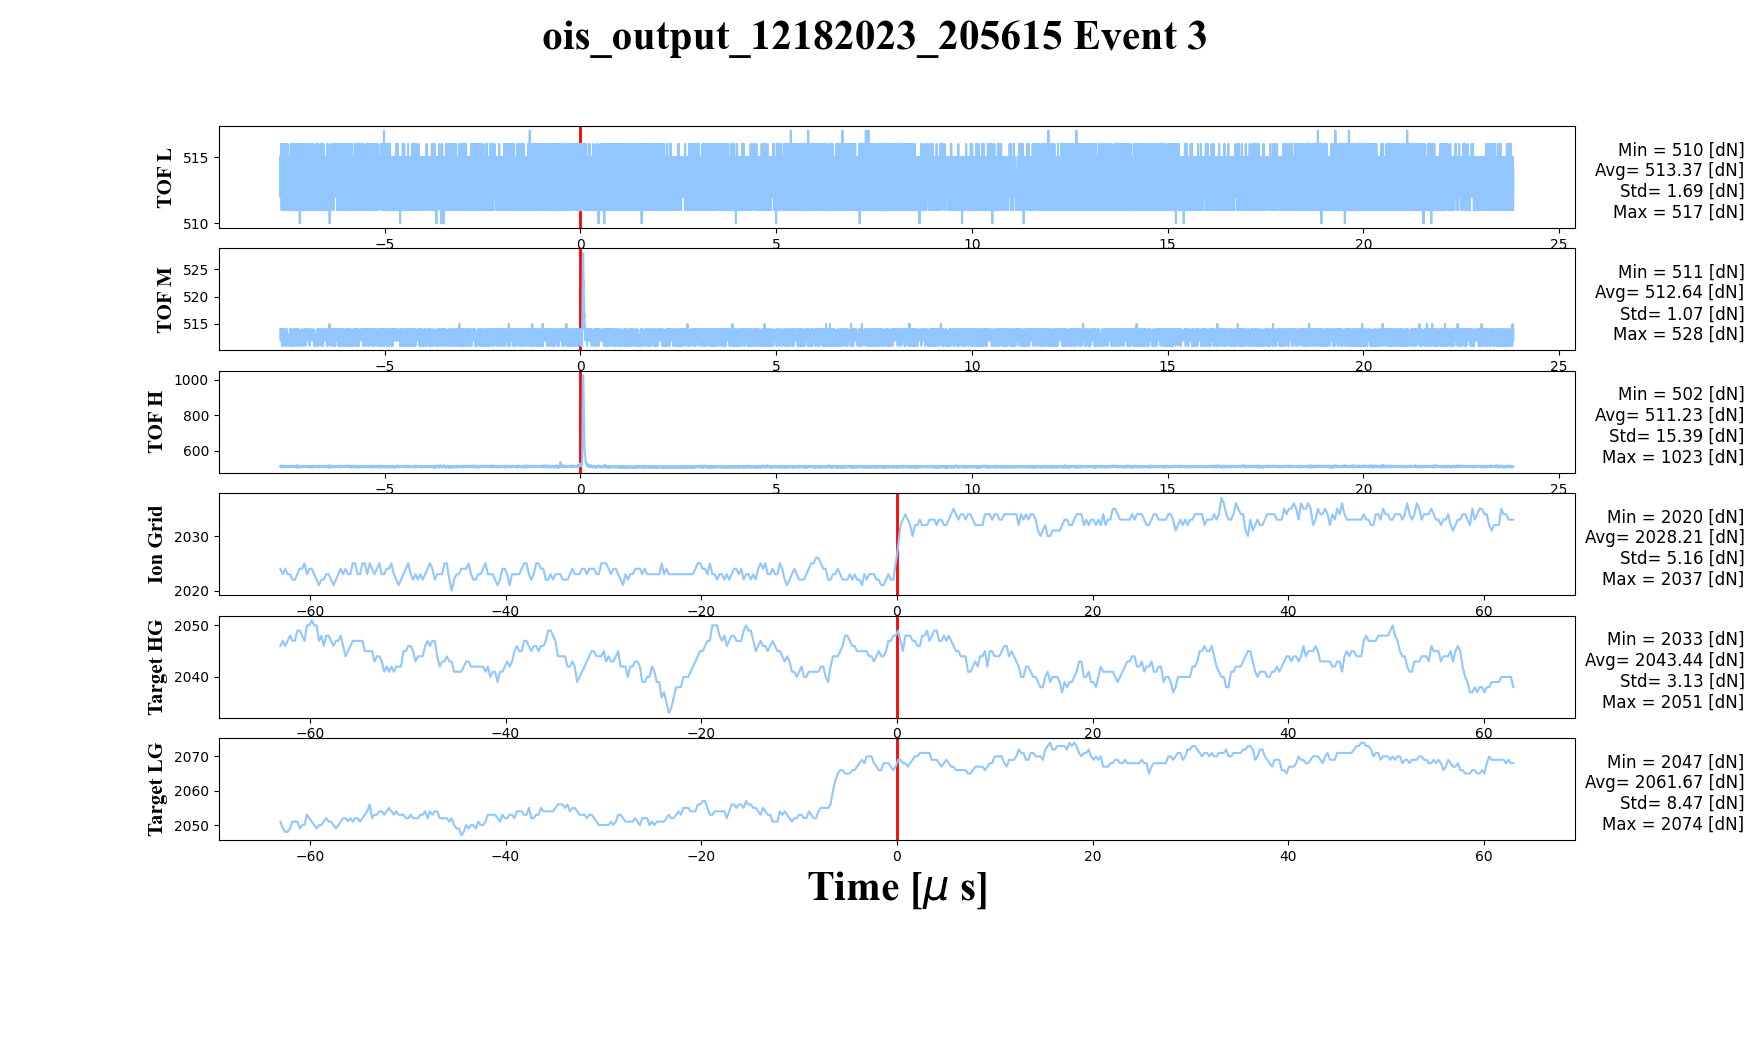 ois_output_12182023_205615 Event 3
TOF L
515
510
−5 0 5 10 15 20 25
Min = 510 [dN]
Avg= 513.37 [dN]
Std= 1.69 [dN]
Max = 517 [dN]
TOF M
525
520
515
−5 0 5 10 15 20 25
Min = 511 [dN]
Avg= 512.64 [dN]
Std= 1.07 [dN]
Max = 528 [dN]
TOF H
1000
800
600
−5 0 5 10 15 20 25
Min = 502 [dN]
Avg= 511.23 [dN]
Std= 15.39 [dN]
Max = 1023 [dN]
Ion Grid
2030
2020
−60 −40 −20 0 20 40 60
Min = 2020 [dN]
Avg= 2028.21 [dN]
Std= 5.16 [dN]
Max = 2037 [dN]
Target HG
2050
2040
−60 −40 −20 0 20 40 60
Min = 2033 [dN]
Avg= 2043.44 [dN]
Std= 3.13 [dN]
Max = 2051 [dN]
Target LG
2070
2060
2050
−60 −40 −20 0 20 40 60
Min = 2047 [dN]
Avg= 2061.67 [dN]
Std= 8.47 [dN]
Max = 2074 [dN]
Time [μ s]